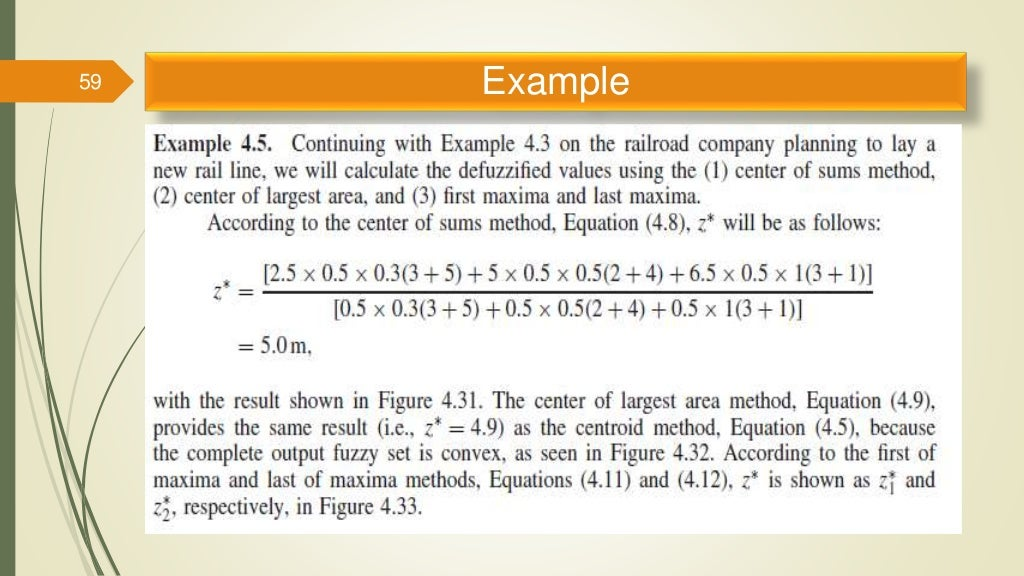 59
Example
Example 4.5. Continuing with Example 4.3 on the railroad company planning to lay a
new rail line, we will calculate the defuzzified values using the (1) center of sums method,
(2) center of largest area, and (3) first maxima and last maxima.
According to the center of sums method, Equation (4.8), z* will be as follows:
z* = [2.5 × 0.5 × 0.3(3 + 5) + 5 × 0.5 × 0.5(2 + 4) + 6.5 × 0.5 × 1(3 + 1)]
[0.5 × 0.3(3 + 5) + 0.5 × 0.5(2 + 4) + 0.5 × 1(3 + 1)]
= 5.0 m,
with the result shown in Figure 4.31. The center of largest area method, Equation (4.9),
provides the same result (i.e., z* = 4.9) as the centroid method, Equation (4.5), because
the complete output fuzzy set is convex, as seen in Figure 4.32. According to the first of
maxima and last of maxima methods, Equations (4.11) and (4.12), z* is shown as z₁* and
z₂*, respectively, in Figure 4.33.